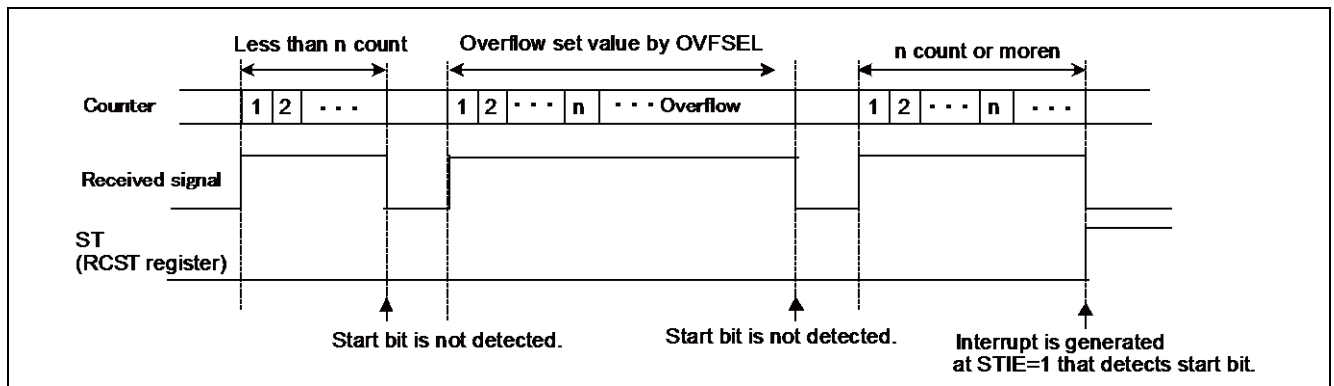 Less than n count
Overflow set value by OVFSEL
n count or moren
Counter 1 2 · · · 1 2 · · · n · · · Overflow 1 2 · · · n · · ·
Received signal
ST
(RCST register)
Start bit is not detected.
Start bit is not detected.
Interrupt is generated
at STIE=1 that detects start bit.